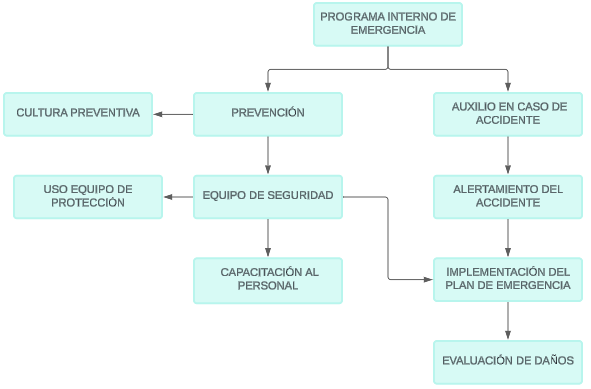 PROGRAMA INTERNO DE
EMERGENCIA
CULTURA PREVENTIVA
PREVENCIÓN
AUXILIO EN CASO DE
ACCIDENTE
USO EQUIPO DE
PROTECCIÓN
EQUIPO DE SEGURIDAD
ALERTAMIENTO DEL
ACCIDENTE
CAPACITACIÓN AL
PERSONAL
IMPLEMENTACIÓN DEL
PLAN DE EMERGENCIA
EVALUACIÓN DE DAÑOS